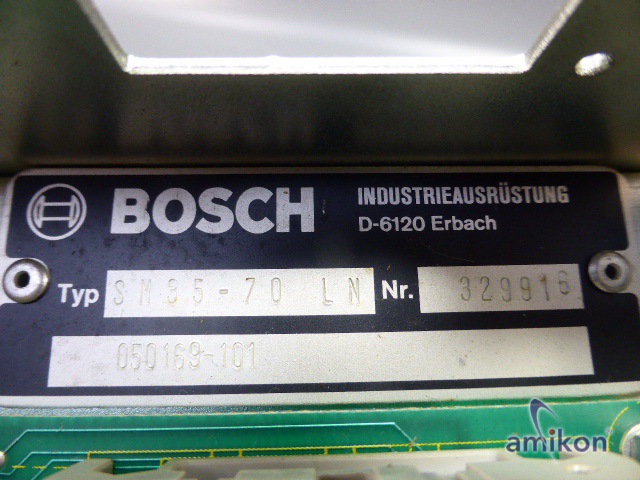 BOSCH INDUSTRIEAUSRÜSTUNG
D-6120 Erbach
Typ SM35-70 LN Nr. 329916
050169-101
amikon